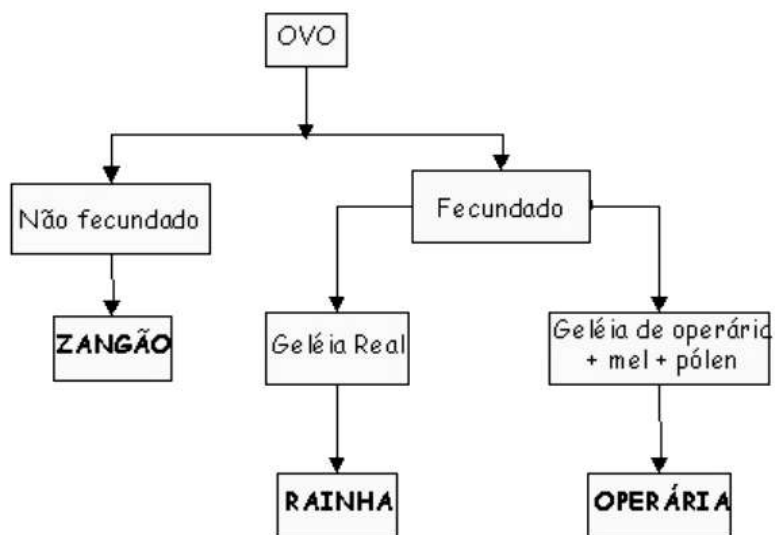 OVO
Não fecundado
Fecundado
ZANGÃO
Geléia Real
Geléia de operária
+ mel + pólen
RAINHA
OPERÁRIA